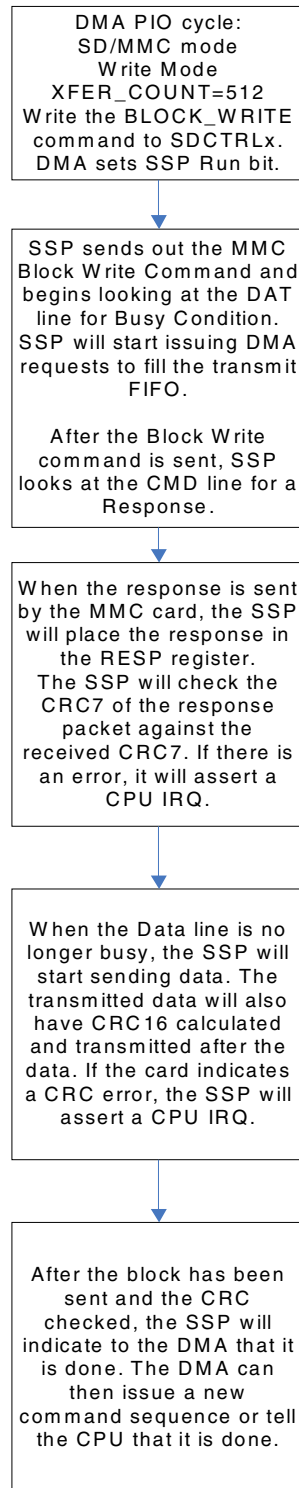 DMA PIO cycle:
SD/MMC mode
Write Mode
XFER_COUNT=512
Write the BLOCK_WRITE
command to SDCTRLx.
DMA sets SSP Run bit.
SSP sends out the MMC
Block Write Command and
begins looking at the DAT
line for Busy Condition.
SSP will start issuing DMA
requests to fill the transmit
FIFO.
After the Block Write
command is sent, SSP
looks at the CMD line for a
Response.
When the response is sent
by the MMC card, the SSP
will place the response in
the RESP register.
The SSP will check the
CRC7 of the response
packet against the
received CRC7. If there is
an error, it will assert a
CPU IRQ.
When the Data line is no
longer busy, the SSP will
start sending data. The
transmitted data will also
have CRC16 calculated
and transmitted after the
data. If the card indicates
a CRC error, the SSP will
assert a CPU IRQ.
After the block has been
sent and the CRC
checked, the SSP will
indicate to the DMA that it
is done. The DMA can
then issue a new
command sequence or tell
the CPU that it is done.